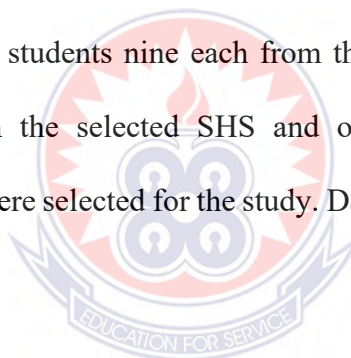 students nine each from th
the selected SHS and o
ere selected for the study. D
EDUCATION FOR SERVICE